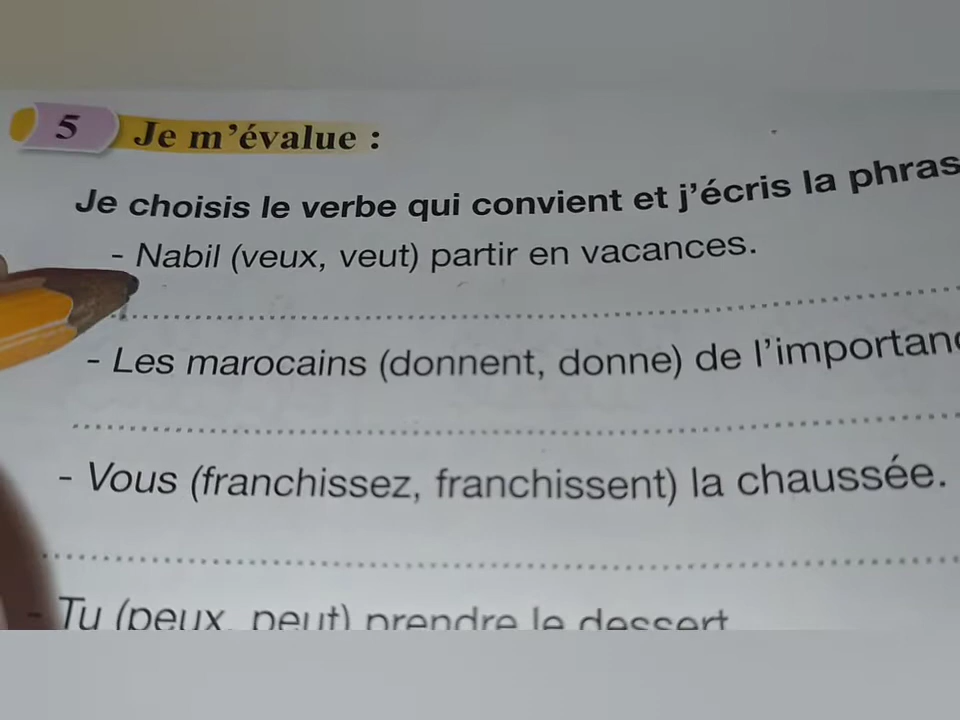 5 Je m'évalue :
Je choisis le verbe qui convient et j'écris la
- Nabil (veux, veut) partir en vacances.
- Les marocains (donnent, donne) de
- Vous (franchissez, franchissent) la chaussée.
- Tu (peux, peut) prendre le dessert